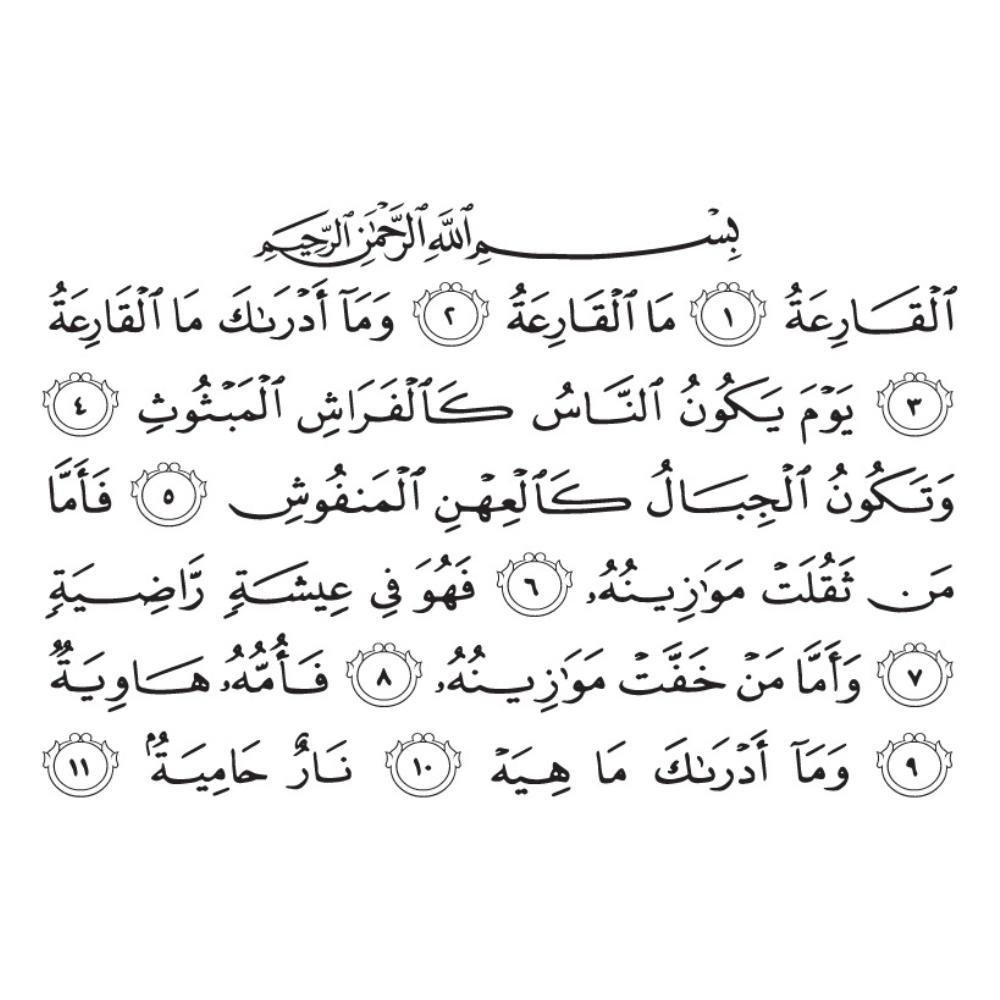 بِسْمِ ٱللَّهِ ٱلرَّحْمَٰنِ ٱلرَّحِيمِ
ٱلْقَارِعَةُ ١ مَا ٱلْقَارِعَةُ ٢ وَمَآ أَدْرَىٰكَ مَا ٱلْقَارِعَةُ
٣ يَوْمَ يَكُونُ ٱلنَّاسُ كَٱلْفَرَاشِ ٱلْمَبْثُوثِ ٤
وَتَكُونُ ٱلْجِبَالُ كَٱلْعِهْنِ ٱلْمَنفُوشِ ٥ فَأَمَّا
مَن ثَقُلَتْ مَوَٰزِينُهُۥ ٦ فَهُوَ فِى عِيشَةٍ رَّاضِيَةٍ
٧ وَأَمَّا مَنْ خَفَّتْ مَوَٰزِينُهُۥ ٨ فَأُمُّهُۥ هَاوِيَةٌ
٩ وَمَآ أَدْرَىٰكَ مَا هِيَهْ ١٠ نَارٌ حَامِيَةٌۢ ١١